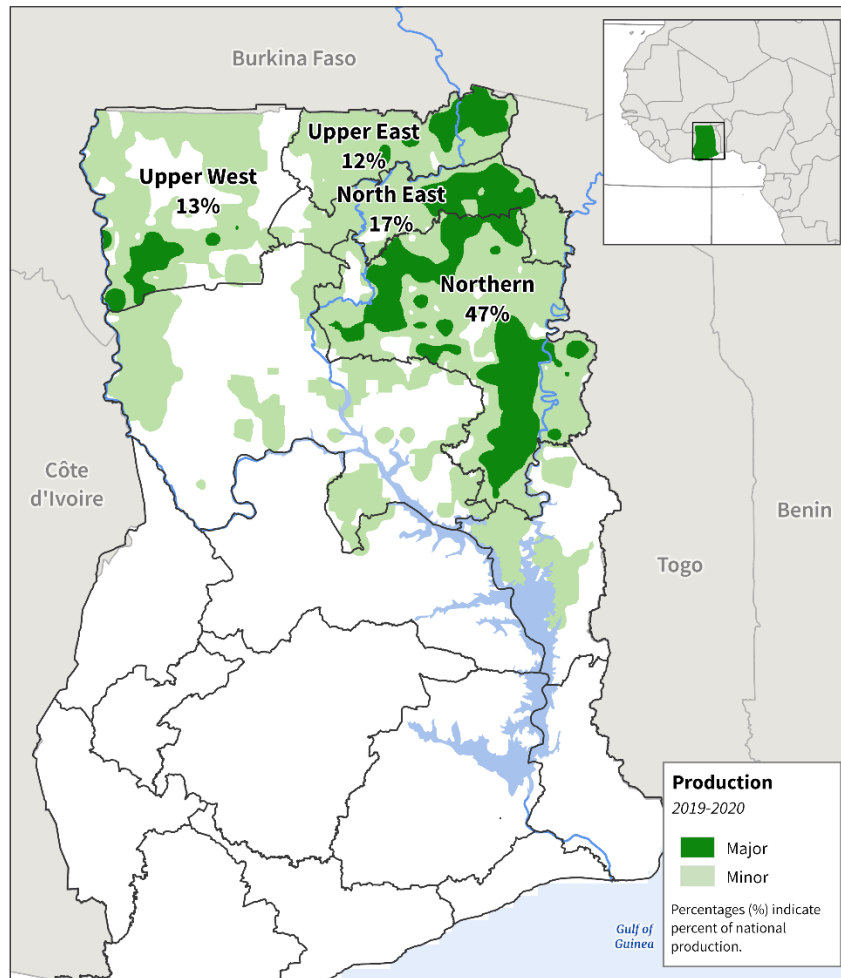 Burkina Faso
Upper East
12%
Upper West
13%
North East
17%
Northern
47%
Côte
d'Ivoire
Benin
Togo
Production
2019-2020
Major
Minor
Percentages (%) indicate
percent of national
production.
Gulf of
Guinea